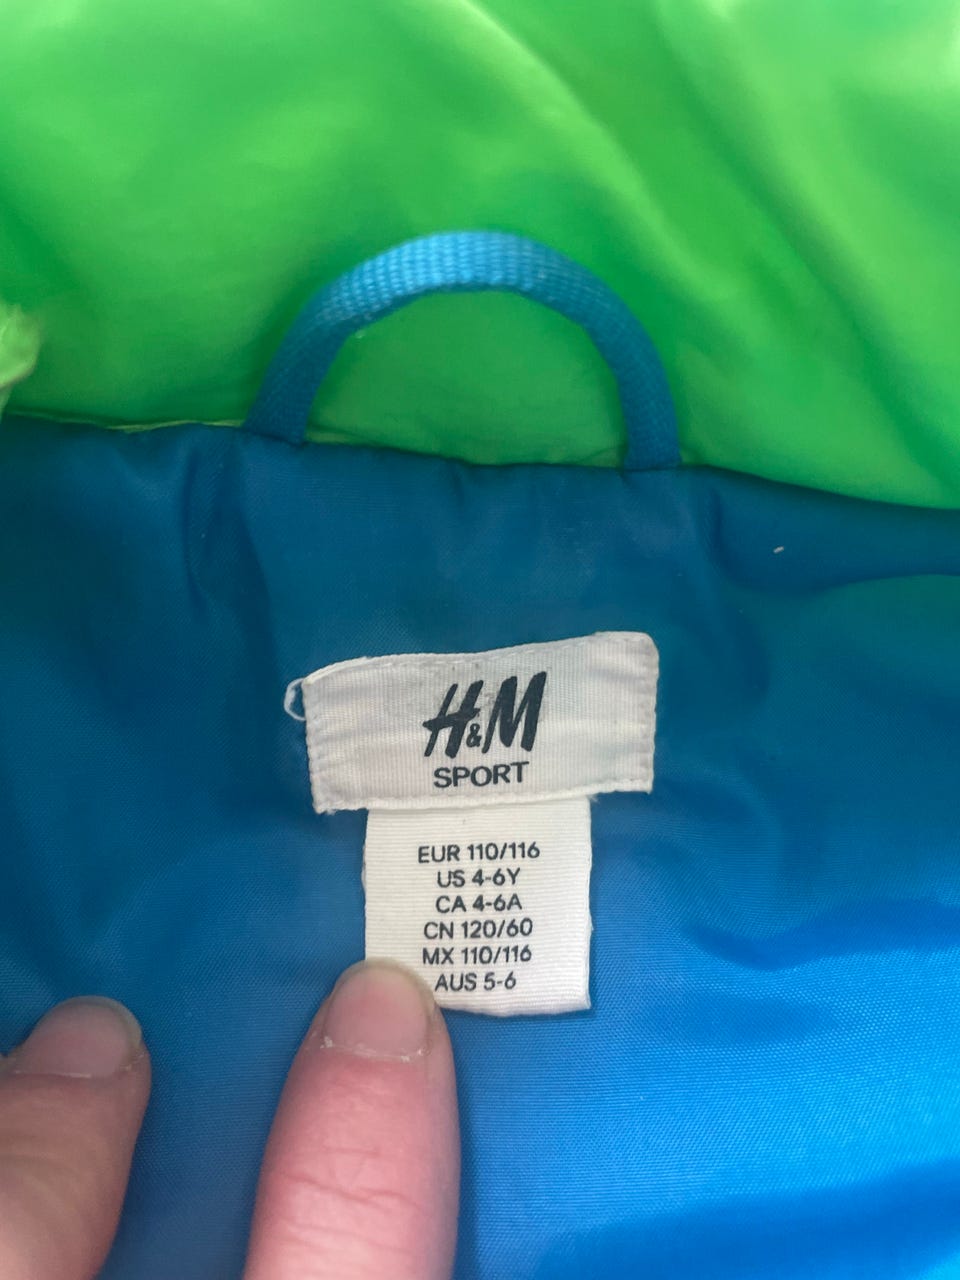 H&M
SPORT
EUR 110/116
US 4-6Y
CA 4-6A
CN 120/60
MX 110/116
AUS 5-6